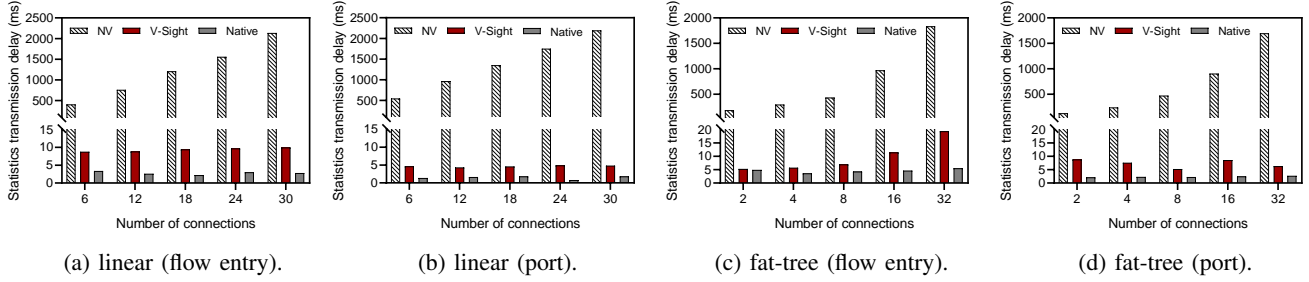 Statistics transmission delay (ms)
2500
2000
1500
1000
500
15
10
5
0
NV V-Sight Native
6 12 18 24 30
Number of connections
(a) linear (flow entry).
Statistics transmission delay (ms)
2500
2000
1500
1000
500
15
10
5
0
NV V-Sight Native
6 12 18 24 30
Number of connections
(b) linear (port).
Statistics transmission delay (ms)
2000
1500
1000
500
20
15
10
5
0
NV V-Sight Native
2 4 8 16 32
Number of connections
(c) fat-tree (flow entry).
Statistics transmission delay (ms)
2000
1500
1000
500
20
15
10
5
0
NV V-Sight Native
2 4 8 16 32
Number of connections
(d) fat-tree (port).